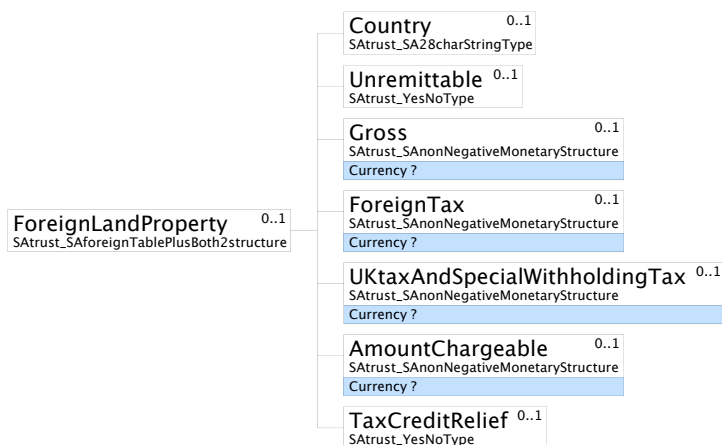 Country 0..1
SAtrust_SA28charStringType
Unremittable 0..1
SAtrust_YesNoType
Gross 0..1
SAtrust_SAnonNegativeMonetaryStructure
Currency ?
ForeignLandProperty 0..1
SAtrust_SAforeignTablePlusBoth2structure
ForeignTax 0..1
SAtrust_SAnonNegativeMonetaryStructure
Currency ?
UKtaxAndSpecialWithholdingTax 0..1
SAtrust_SAnonNegativeMonetaryStructure
Currency ?
AmountChargeable 0..1
SAtrust_SAnonNegativeMonetaryStructure
Currency ?
TaxCreditRelief 0..1
SAtrust_YesNoType